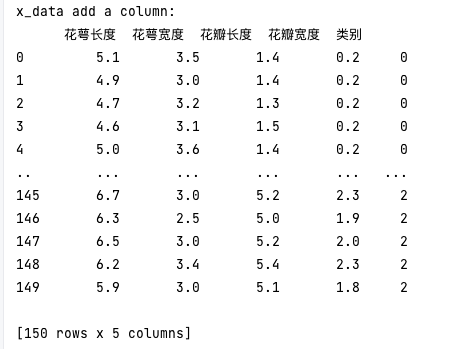 x_data add a column:
花萼长度 花萼宽度 花瓣长度 花瓣宽度 类别
0 5.1 3.5 1.4 0.2 0
1 4.9 3.0 1.4 0.2 0
2 4.7 3.2 1.3 0.2 0
3 4.6 3.1 1.5 0.2 0
4 5.0 3.6 1.4 0.2 0
.. ... ... ... ... ...
145 6.7 3.0 5.2 2.3 2
146 6.3 2.5 5.0 1.9 2
147 6.5 3.0 5.2 2.0 2
148 6.2 3.4 5.4 2.3 2
149 5.9 3.0 5.1 1.8 2
[150 rows x 5 columns]